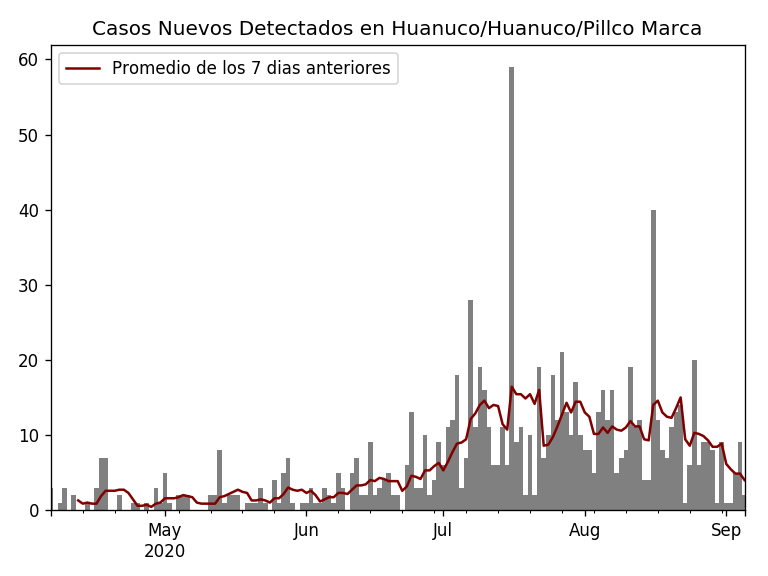 Casos Nuevos Detectados en Huanuco/Huanuco/Pillco Marca
Promedio de los 7 dias anteriores
60
50
40
30
20
10
0
May
2020
Jun
Jul
Aug
Sep